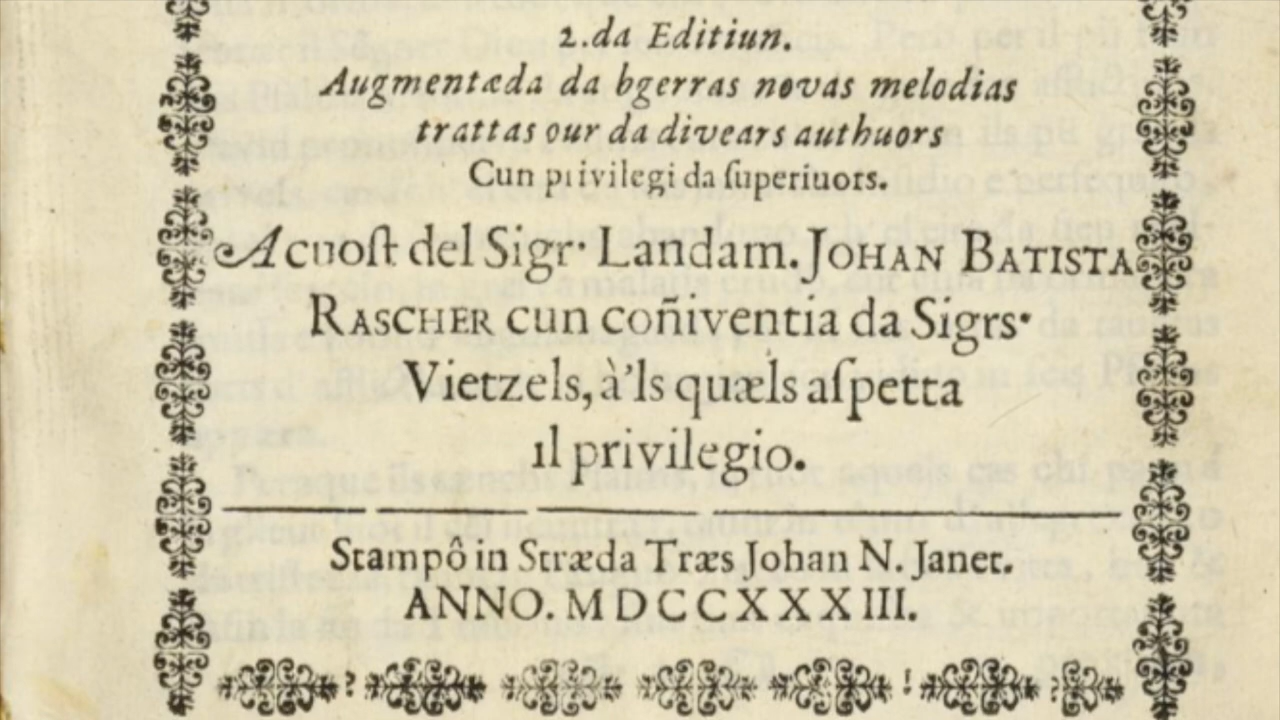 2.da Editiun.
Augmentæda da bgerras novas melodias
trattas our da divears authuors
Cun privilegi da ſuperiuors.
Acuoſt del Sigr. Landam. JOHAN BATISTA
RASCHER cun coñiventia da Sigrs.
Vietzels, à'ls quæls aſpetta
il privilegio.
Stampô in Stræda Træs Johan N. Janet.
ANNO. MDCCXXXIII.